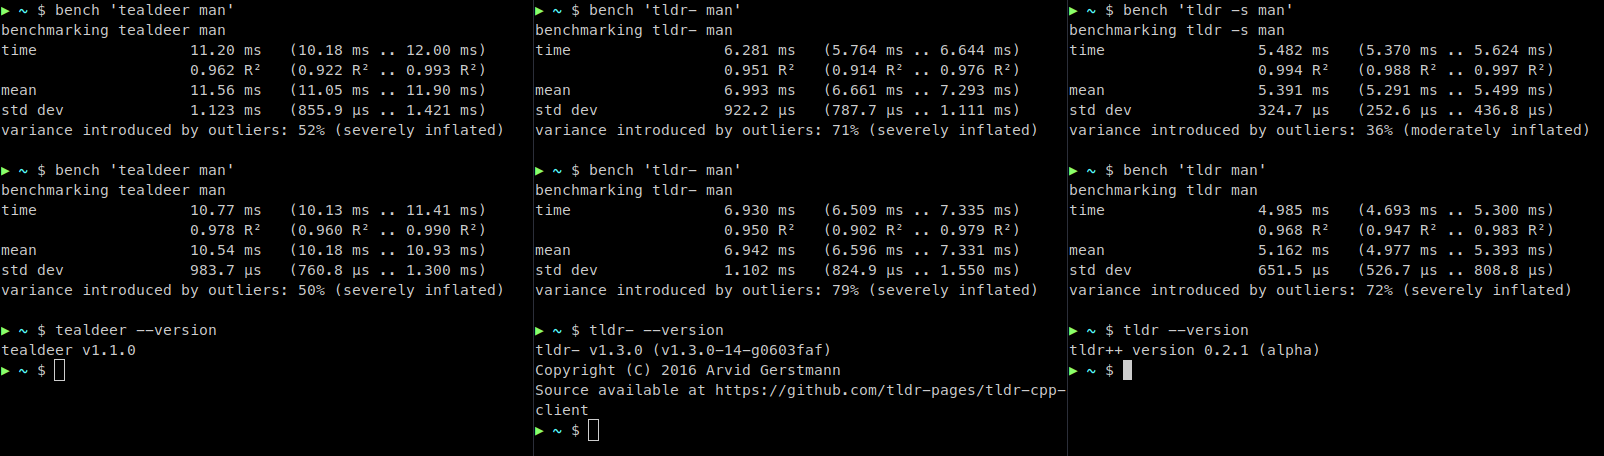 ▶ ~ $ bench 'tealdeer man'
benchmarking tealdeer man
time                 11.20 ms   (10.18 ms .. 12.00 ms)
                     0.962 R²   (0.922 R² .. 0.993 R²)
mean                 11.56 ms   (11.05 ms .. 11.90 ms)
std dev              1.123 ms   (855.9 μs .. 1.421 ms)
variance introduced by outliers: 52% (severely inflated)
▶ ~ $ bench 'tealdeer man'
benchmarking tealdeer man
time                 10.77 ms   (10.13 ms .. 11.41 ms)
                     0.978 R²   (0.960 R² .. 0.990 R²)
mean                 10.54 ms   (10.18 ms .. 10.93 ms)
std dev              983.7 μs   (760.8 μs .. 1.300 ms)
variance introduced by outliers: 50% (severely inflated)
▶ ~ $ tealdeer --version
tealdeer v1.1.0
▶ ~ $
▶ ~ $ bench 'tldr- man'
benchmarking tldr- man
time                 6.281 ms   (5.764 ms .. 6.644 ms)
                     0.951 R²   (0.914 R² .. 0.976 R²)
mean                 6.993 ms   (6.661 ms .. 7.293 ms)
std dev              922.2 μs   (787.7 μs .. 1.111 ms)
variance introduced by outliers: 71% (severely inflated)
▶ ~ $ bench 'tldr- man'
benchmarking tldr- man
time                 6.930 ms   (6.509 ms .. 7.335 ms)
                     0.950 R²   (0.902 R² .. 0.979 R²)
mean                 6.942 ms   (6.596 ms .. 7.331 ms)
std dev              1.102 ms   (824.9 μs .. 1.550 ms)
variance introduced by outliers: 79% (severely inflated)
▶ ~ $ tldr- --version
tldr- v1.3.0 (v1.3.0-14-g0603faf)
Copyright (C) 2016 Arvid Gerstmann
Source available at https://github.com/tldr-pages/tldr-cpp-
client
▶ ~ $
▶ ~ $ bench 'tldr -s man'
benchmarking tldr -s man
time                 5.482 ms   (5.370 ms .. 5.624 ms)
                     0.994 R²   (0.988 R² .. 0.997 R²)
mean                 5.391 ms   (5.291 ms .. 5.499 ms)
std dev              324.7 μs   (252.6 μs .. 436.8 μs)
variance introduced by outliers: 36% (moderately inflated)
▶ ~ $ bench 'tldr man'
benchmarking tldr man
time                 4.985 ms   (4.693 ms .. 5.300 ms)
                     0.968 R²   (0.947 R² .. 0.983 R²)
mean                 5.162 ms   (4.977 ms .. 5.393 ms)
std dev              651.5 μs   (526.7 μs .. 808.8 μs)
variance introduced by outliers: 72% (severely inflated)
▶ ~ $ tldr --version
tldr++ version 0.2.1 (alpha)
▶ ~ $